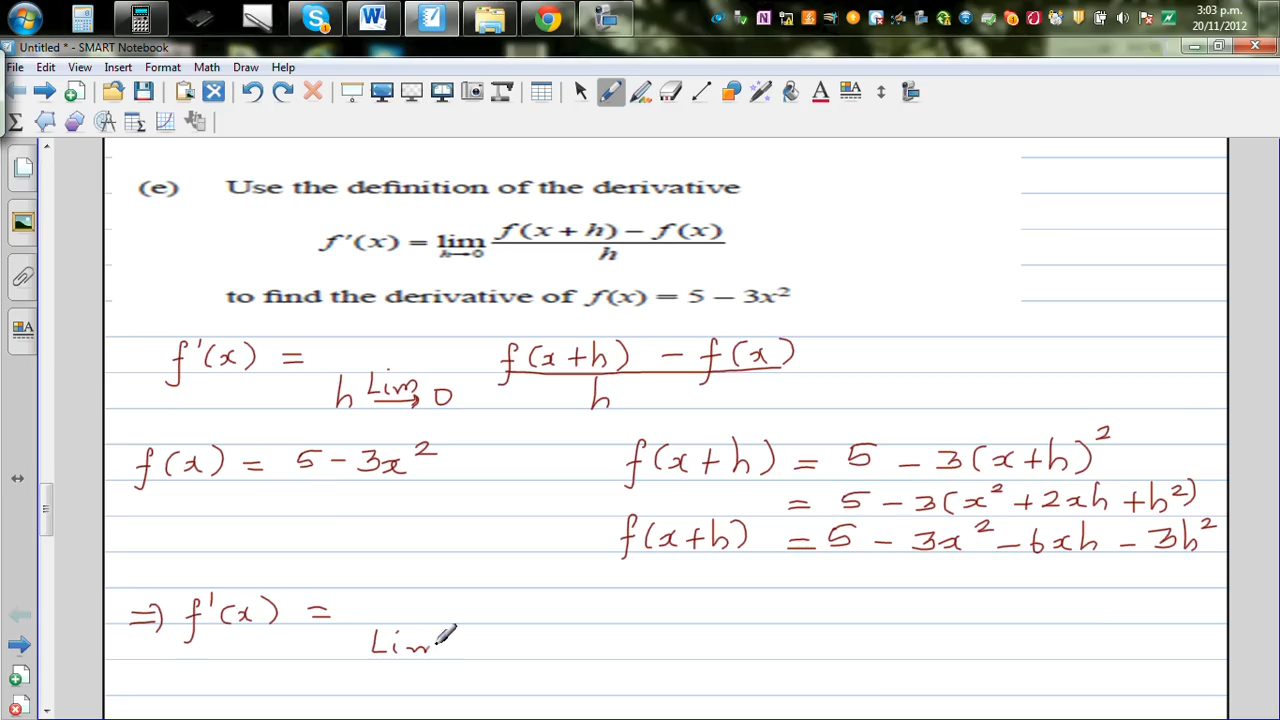 3:03 p.m.
20/11/2012
Untitled * - SMART Notebook
File Edit View Insert Format Math Draw Help
(e) Use the definition of the derivative
f'(x) = lim h→0 f(x + h) − f(x) / h
to find the derivative of f(x) = 5 − 3x²
f'(x) = Lim h→0 f(x+h) − f(x) / h
f(x) = 5 − 3x²
f(x+h) = 5 − 3(x+h)²
= 5 − 3(x² + 2xh + h²)
f(x+h) = 5 − 3x² − 6xh − 3h²
⇒ f'(x) =
Lim